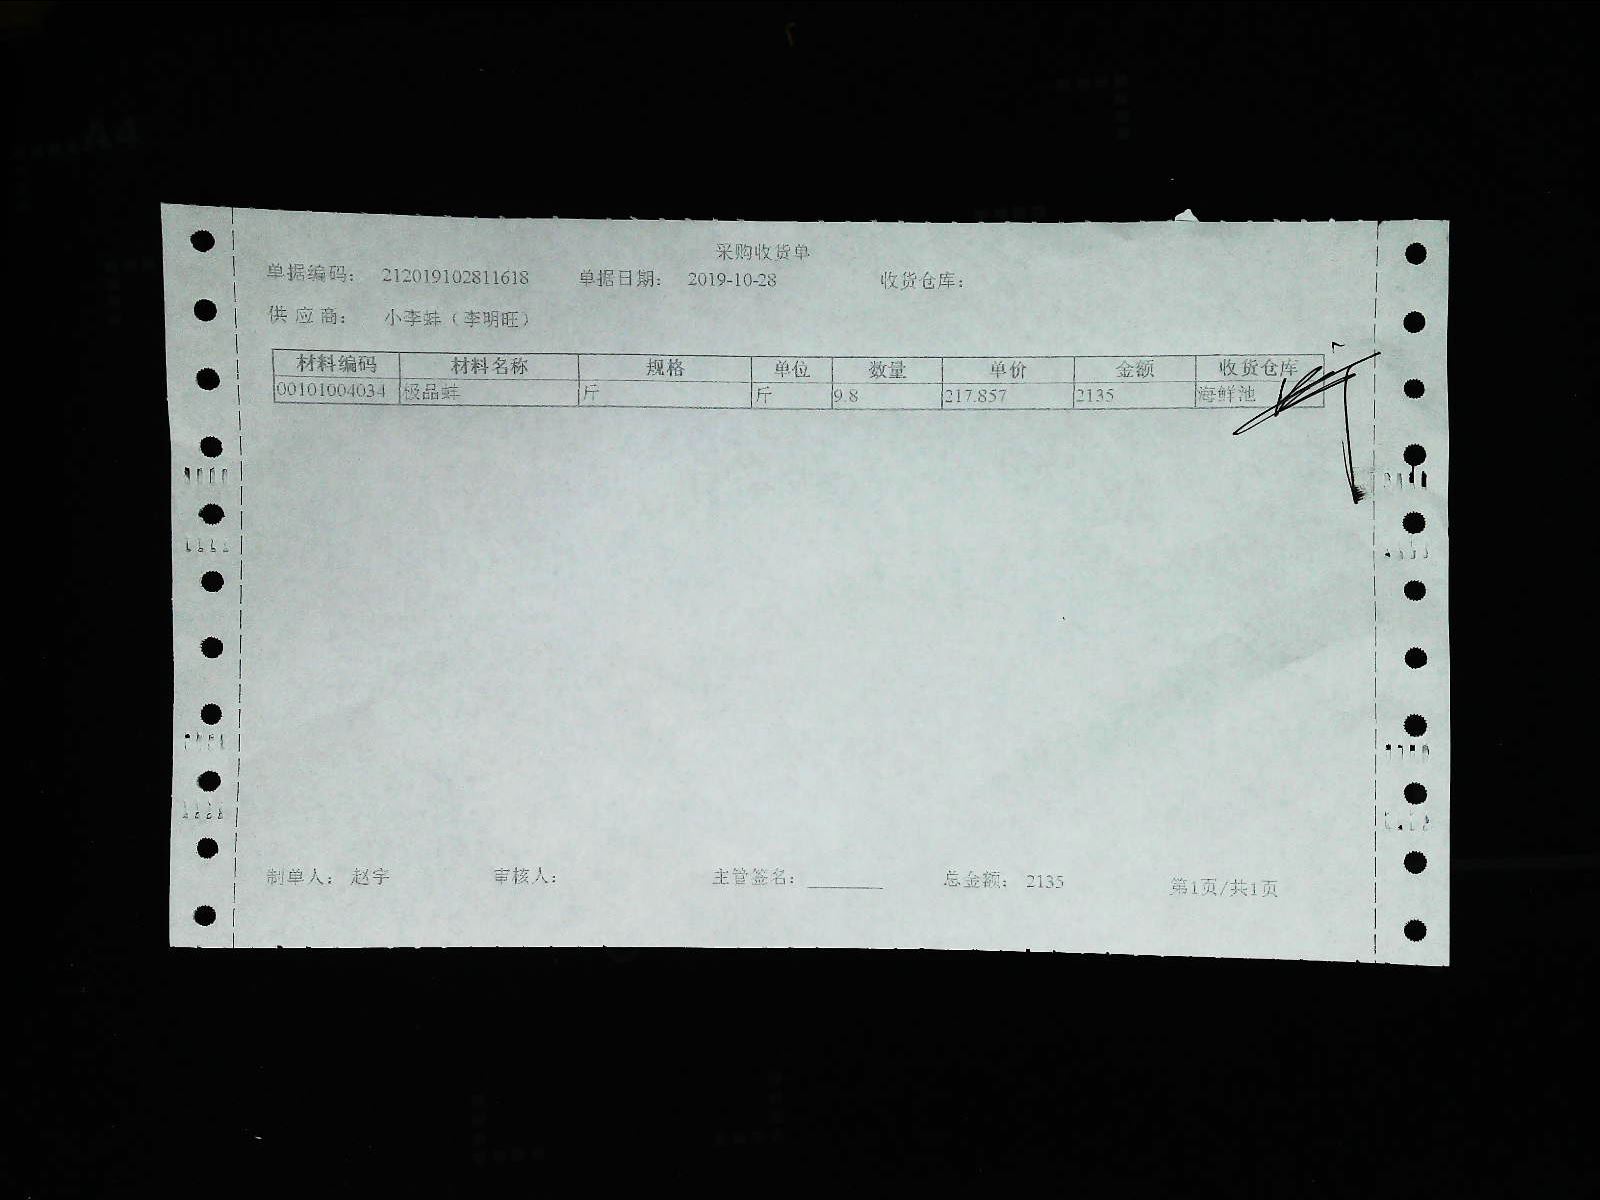 采购收货单
单据编码： 212019102811618 单据日期： 2019-10-28 收货仓库：
供 应 商： 小李蚌（李明旺）
材料编码 材料名称 规格 单位 数量 单价 金额 收货仓库
00101004034 极品蚌 斤 斤 9.8 217.857 2135 海鲜池
制单人： 赵宇 审核人： 主管签名： ________ 总金额： 2135 第1页/共1页